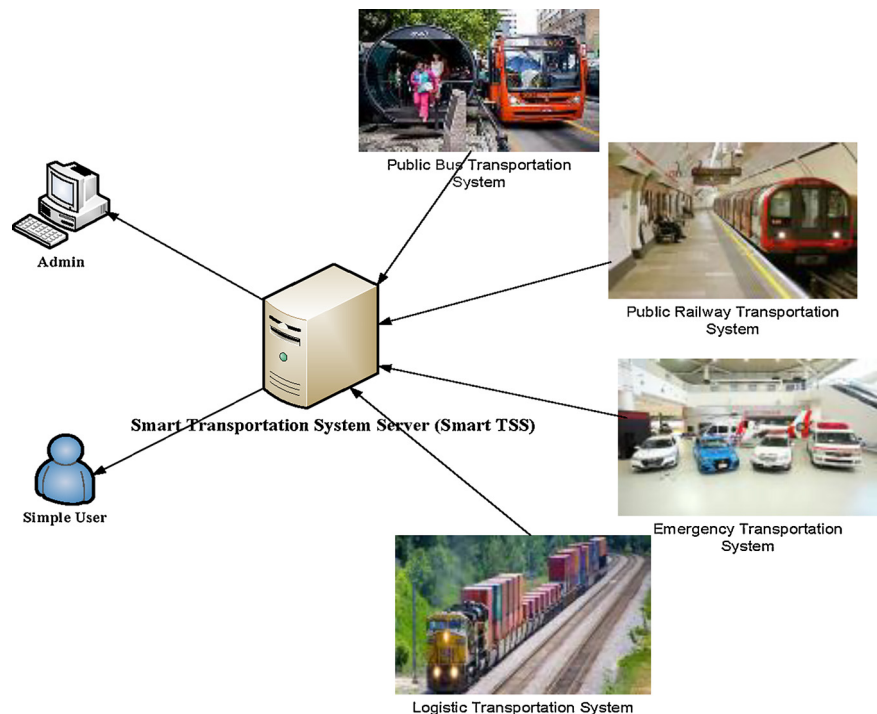 Public Bus Transportation
System
Admin
Public Railway Transportation
System
Smart Transportation System Server (Smart TSS)
Simple User
Emergency Transportation
System
Logistic Transportation System